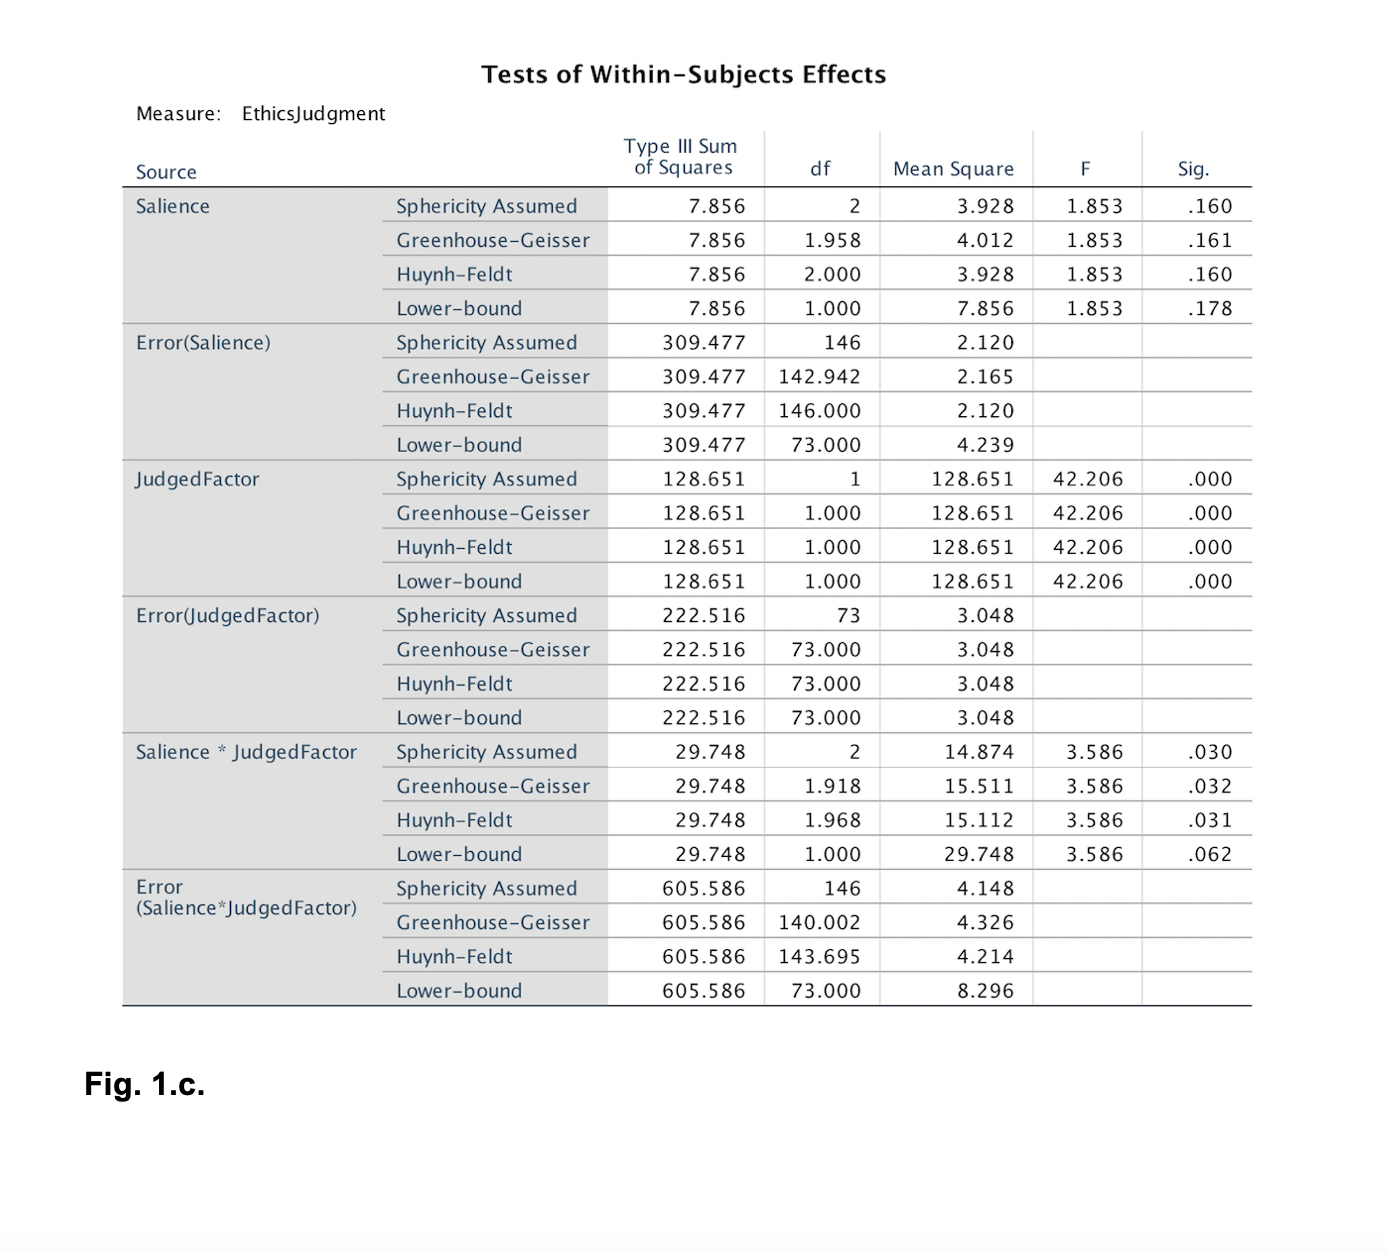 Tests of Within-Subjects Effects
Measure: EthicsJudgment
Source Type III Sum of Squares df Mean Square F Sig.
Salience Sphericity Assumed 7.856 2 3.928 1.853 .160
Greenhouse-Geisser 7.856 1.958 4.012 1.853 .161
Huynh-Feldt 7.856 2.000 3.928 1.853 .160
Lower-bound 7.856 1.000 7.856 1.853 .178
Error(Salience) Sphericity Assumed 309.477 146 2.120
Greenhouse-Geisser 309.477 142.942 2.165
Huynh-Feldt 309.477 146.000 2.120
Lower-bound 309.477 73.000 4.239
JudgedFactor Sphericity Assumed 128.651 1 128.651 42.206 .000
Greenhouse-Geisser 128.651 1.000 128.651 42.206 .000
Huynh-Feldt 128.651 1.000 128.651 42.206 .000
Lower-bound 128.651 1.000 128.651 42.206 .000
Error(JudgedFactor) Sphericity Assumed 222.516 73 3.048
Greenhouse-Geisser 222.516 73.000 3.048
Huynh-Feldt 222.516 73.000 3.048
Lower-bound 222.516 73.000 3.048
Salience * JudgedFactor Sphericity Assumed 29.748 2 14.874 3.586 .030
Greenhouse-Geisser 29.748 1.918 15.511 3.586 .032
Huynh-Feldt 29.748 1.968 15.112 3.586 .031
Lower-bound 29.748 1.000 29.748 3.586 .062
Error (Salience*JudgedFactor) Sphericity Assumed 605.586 146 4.148
Greenhouse-Geisser 605.586 140.002 4.326
Huynh-Feldt 605.586 143.695 4.214
Lower-bound 605.586 73.000 8.296
Fig. 1.c.